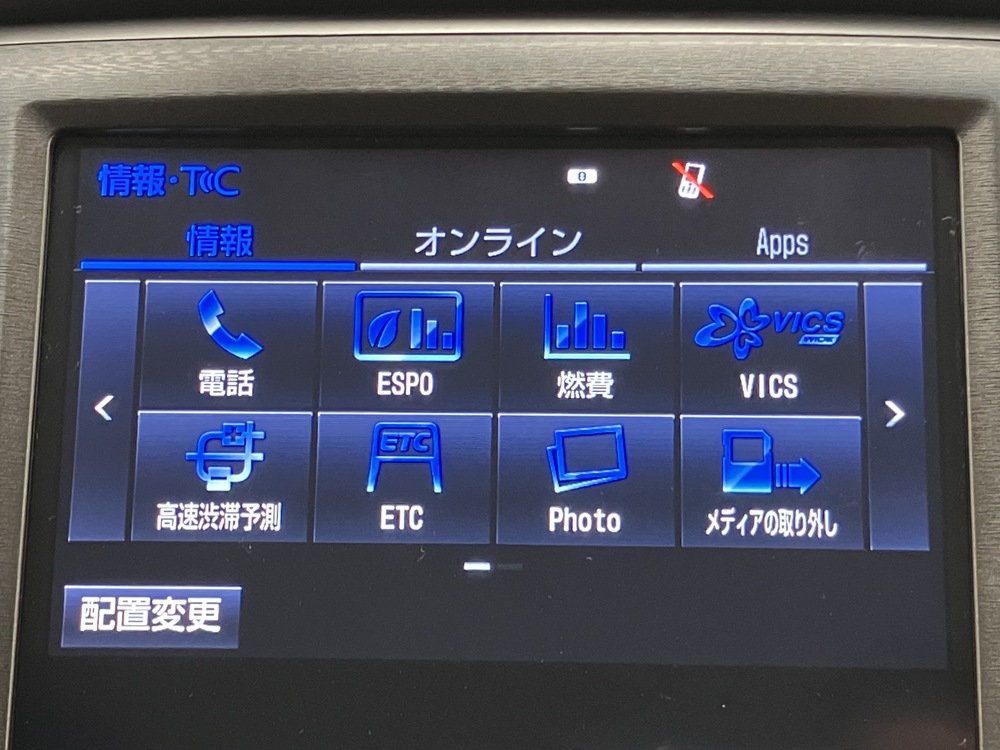 情報・TCC
情報 オンライン Apps
VICS
WIDE
電話 ESPO 燃費 VICS
ETC
高速渋滞予測 ETC Photo メディアの取り外し
配置変更